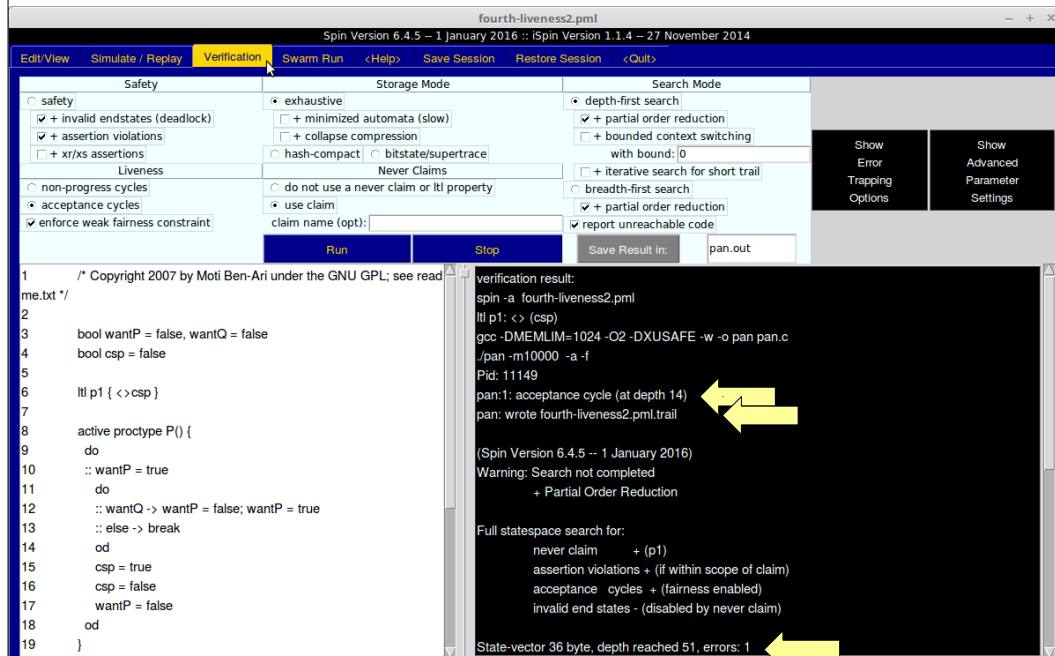 fourth-liveness2.pml
Spin Version 6.4.5 -- 1 January 2016 :: iSpin Version 1.1.4 -- 27 November 2014
Edit/View Simulate / Replay Verification Swarm Run <Help> Save Session Restore Session <Quit>
Safety Storage Mode Search Mode
safety exhaustive depth-first search
+ invalid endstates (deadlock) + minimized automata (slow) + partial order reduction
+ assertion violations + collapse compression + bounded context switching
+ xr/xs assertions hash-compact bitstate/supertrace with bound: 0
Liveness Never Claims + iterative search for short trail
non-progress cycles do not use a never claim or ltl property breadth-first search
acceptance cycles use claim + partial order reduction
enforce weak fairness constraint claim name (opt): report unreachable code
Run Stop Save Result in: pan.out
Show
Error
Trapping
Options
Show
Advanced
Parameter
Settings
1 /* Copyright 2007 by Moti Ben-Ari under the GNU GPL; see read
me.txt */
2
3 bool wantP = false, wantQ = false
4 bool csp = false
5
6 ltl p1 { <>csp }
7
8 active proctype P() {
9 do
10 :: wantP = true
11 do
12 :: wantQ -> wantP = false; wantP = true
13 :: else -> break
14 od
15 csp = true
16 csp = false
17 wantP = false
18 od
19 }
verification result:
spin -a fourth-liveness2.pml
ltl p1: <> (csp)
gcc -DMEMLIM=1024 -O2 -DXUSAFE -w -o pan pan.c
./pan -m10000 -a -f
Pid: 11149
pan:1: acceptance cycle (at depth 14)
pan: wrote fourth-liveness2.pml.trail
(Spin Version 6.4.5 -- 1 January 2016)
Warning: Search not completed
+ Partial Order Reduction
Full statespace search for:
never claim + (p1)
assertion violations + (if within scope of claim)
acceptance cycles + (fairness enabled)
invalid end states - (disabled by never claim)
State-vector 36 byte, depth reached 51, errors: 1